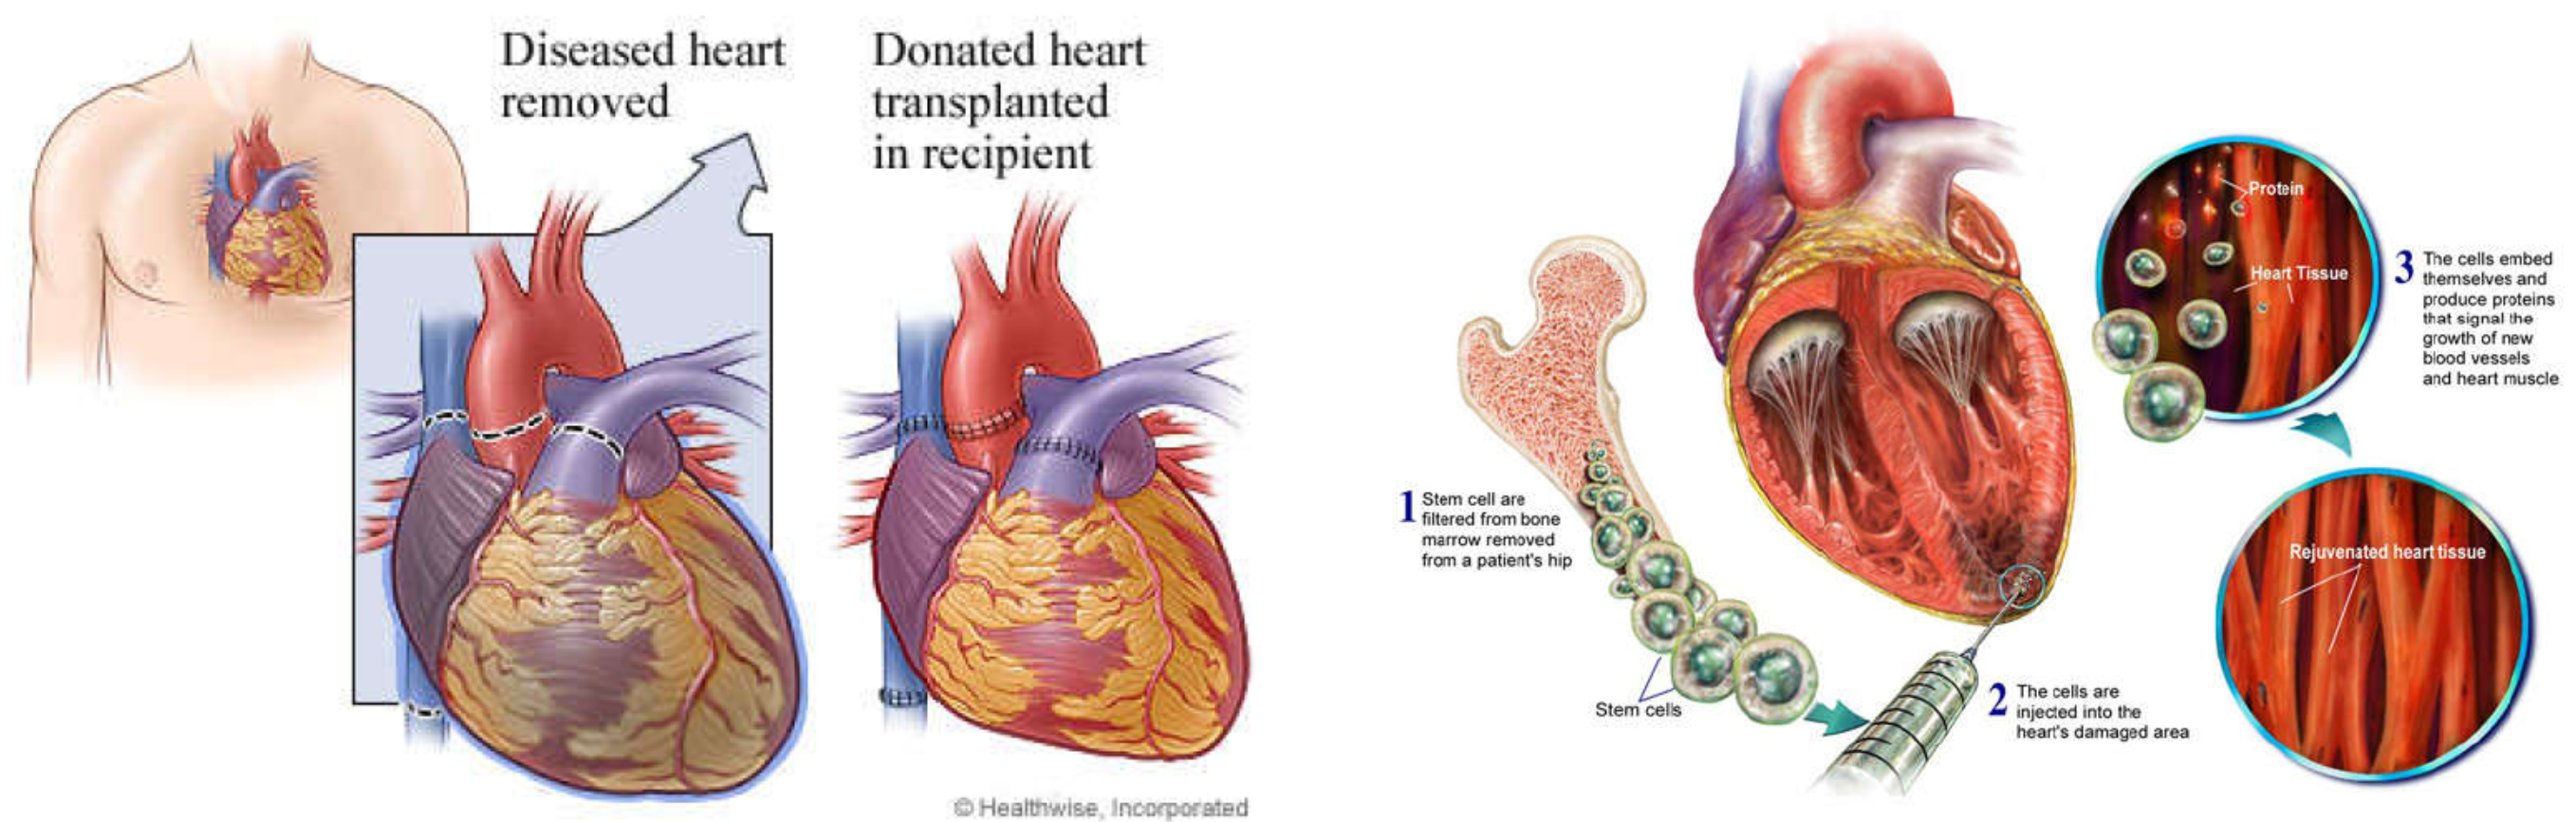 Diseased heart
removed
Donated heart
transplanted
in recipient
© Healthwise, Incorporated
1 Stem cell are
filtered from bone
marrow removed
from a patient's hip
Stem cells
2 The cells are
injected into the
heart's damaged area
Protein
Heart Tissue
3 The cells embed
themselves and
produce proteins
that signal the
growth of new
blood vessels
and heart muscle
Rejuvenated heart tissue